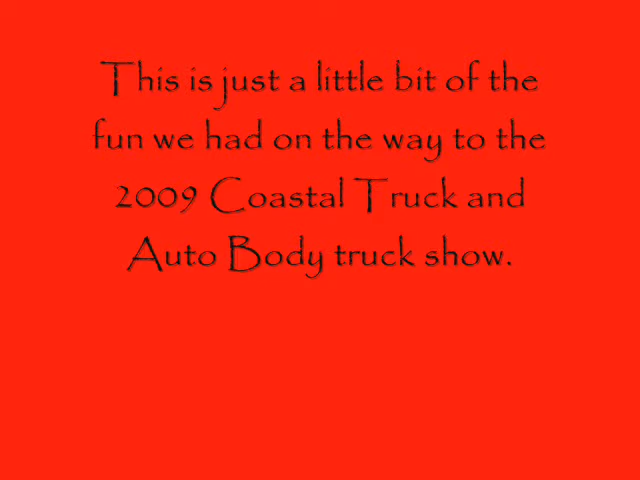 This is just a little bit of the
fun we had on the way to the
2009 Coastal Truck and
Auto Body truck show.